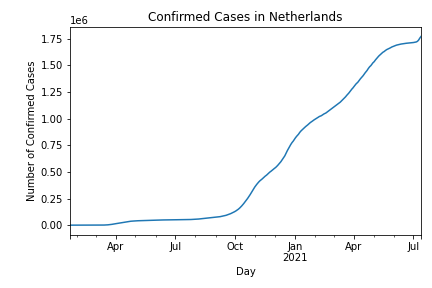 Confirmed Cases in Netherlands
1e6
1.75
1.50
1.25
1.00
0.75
0.50
0.25
0.00
Number of Confirmed Cases
Apr Jul Oct Jan Apr Jul
2021
Day